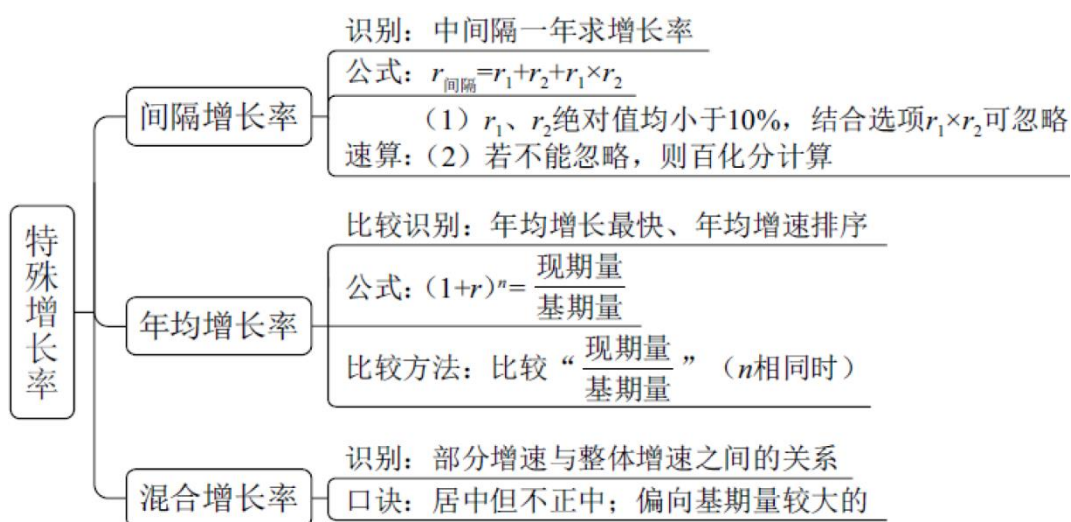 特殊增长率
间隔增长率
识别：中间隔一年求增长率
公式：r间隔=r₁+r₂+r₁×r₂
（1）r₁、r₂绝对值均小于10%，结合选项r₁×r₂可忽略
速算：（2）若不能忽略，则百化分计算
年均增长率
比较识别：年均增长最快、年均增速排序
公式：（1+r）ⁿ=现期量/基期量
比较方法：比较“现期量/基期量”（n相同时）
混合增长率
识别：部分增速与整体增速之间的关系
口诀：居中但不正中；偏向基期量较大的